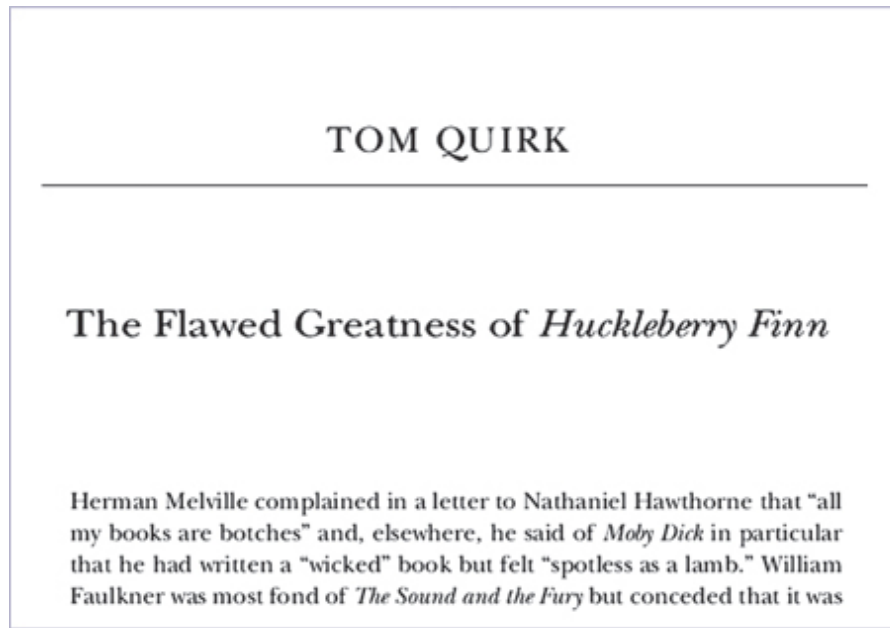 TOM QUIRK
The Flawed Greatness of Huckleberry Finn
Herman Melville complained in a letter to Nathaniel Hawthorne that “all
my books are botches” and, elsewhere, he said of Moby Dick in particular
that he had written a “wicked” book but felt “spotless as a lamb.” William
Faulkner was most fond of The Sound and the Fury but conceded that it was